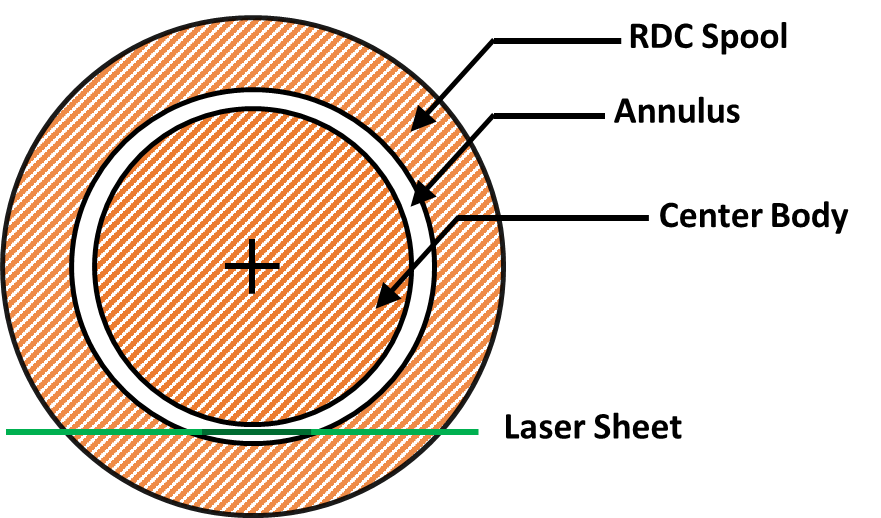 RDC Spool
Annulus
Center Body
Laser Sheet